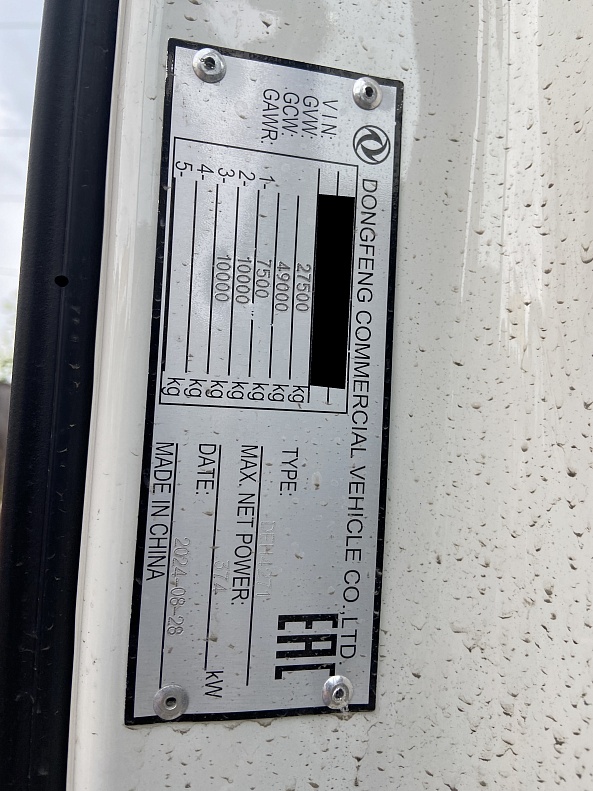 DONGFENG COMMERCIAL VEHICLE CO.,LTD.
VIN:
GVW: 27500 kg
GCW: 49000 kg
GAWR: 1- 7500 kg
2- 10000 kg
3- 10000 kg
4- kg
5- kg
TYPE:
EAC
MAX. NET POWER: 374 kW
DATE: 2024-08-28
MADE IN CHINA